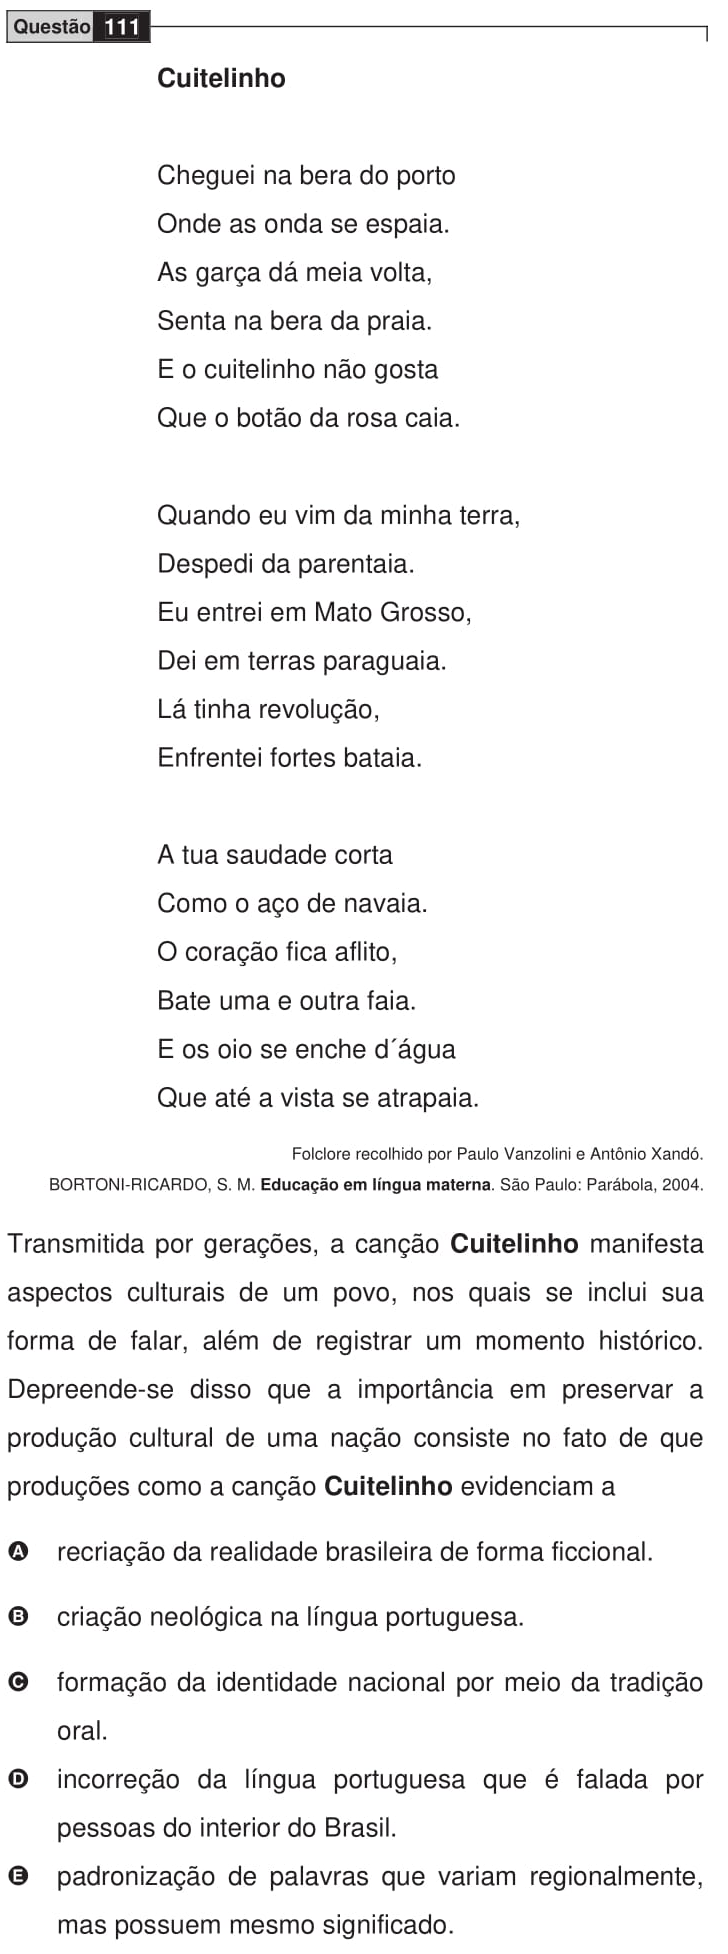 Questão 111
Cuitelinho
Cheguei na bera do porto
Onde as onda se espaia.
As garça dá meia volta,
Senta na bera da praia.
E o cuitelinho não gosta
Que o botão da rosa caia.
Quando eu vim da minha terra,
Despedi da parentaia.
Eu entrei em Mato Grosso,
Dei em terras paraguaia.
Lá tinha revolução,
Enfrentei fortes bataia.
A tua saudade corta
Como o aço de navaia.
O coração fica aflito,
Bate uma e outra faia.
E os oio se enche d´água
Que até a vista se atrapaia.
Folclore recolhido por Paulo Vanzolini e Antônio Xandó.
BORTONI-RICARDO, S. M. Educação em língua materna. São Paulo: Parábola, 2004.
Transmitida por gerações, a canção Cuitelinho manifesta
aspectos culturais de um povo, nos quais se inclui sua
forma de falar, além de registrar um momento histórico.
Depreende-se disso que a importância em preservar a
produção cultural de uma nação consiste no fato de que
produções como a canção Cuitelinho evidenciam a
A recriação da realidade brasileira de forma ficcional.
B criação neológica na língua portuguesa.
C formação da identidade nacional por meio da tradição
oral.
D incorreção da língua portuguesa que é falada por
pessoas do interior do Brasil.
E padronização de palavras que variam regionalmente,
mas possuem mesmo significado.